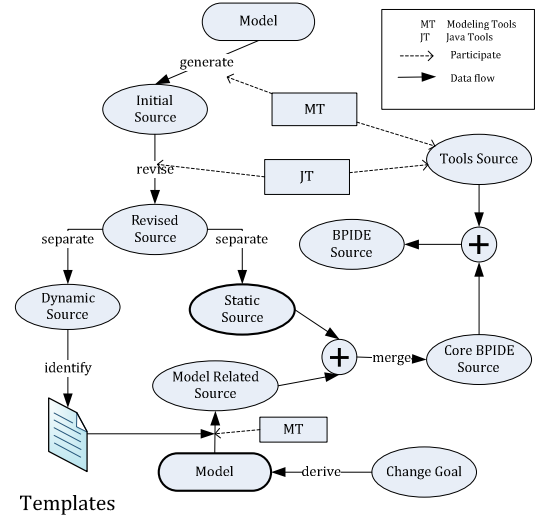 Model
MT Modeling Tools
JT Java Tools
Participate
Data flow
generate
Initial
Source
MT
Tools Source
revise
JT
Revised
Source
separate
separate
BPIDE
Source
+
Dynamic
Source
Static
Source
identify
+
merge
Core BPIDE
Source
Model Related
Source
MT
Model
derive
Change Goal
Templates